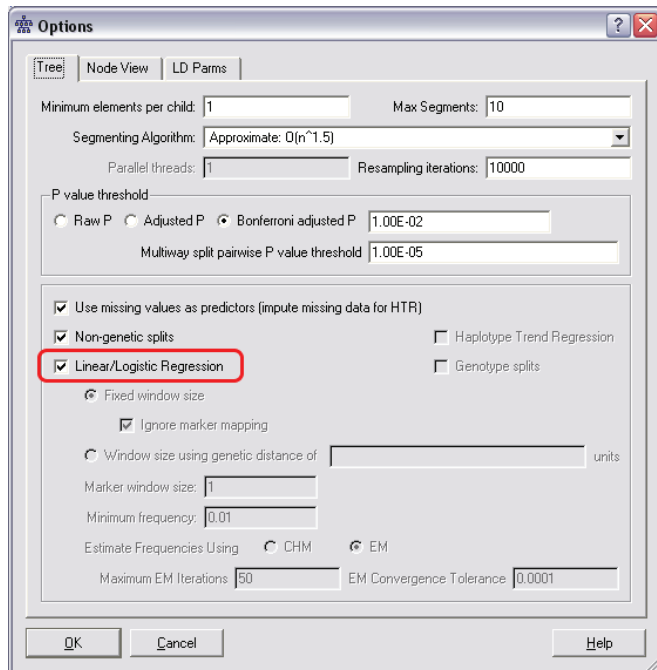 Options
Tree Node View LD Parms
Minimum elements per child: 1 Max Segments: 10
Segmenting Algorithm: Approximate: O(n^1.5)
Parallel threads: 1 Resampling iterations: 10000
P value threshold
Raw P Adjusted P Bonferroni adjusted P 1.00E-02
Multiway split pairwise P value threshold 1.00E-05
Use missing values as predictors (impute missing data for HTR)
Non-genetic splits Haplotype Trend Regression
Linear/Logistic Regression Genotype splits
Fixed window size
Ignore marker mapping
Window size using genetic distance of units
Marker window size: 1
Minimum frequency: 0.01
Estimate Frequencies Using CHM EM
Maximum EM Iterations 50 EM Convergence Tolerance 0.0001
OK Cancel Help